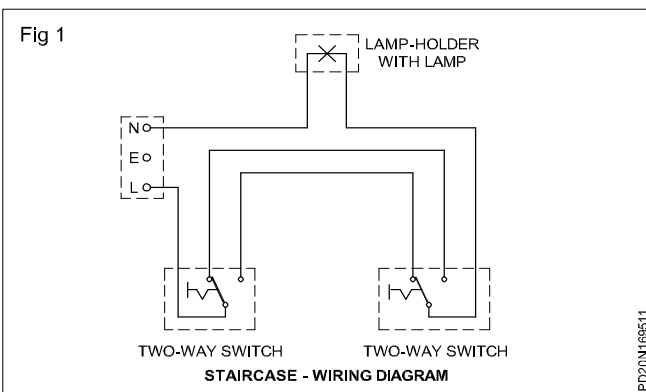 Fig 1
LAMP-HOLDER
WITH LAMP
N
E
L
TWO-WAY SWITCH
TWO-WAY SWITCH
STAIRCASE - WIRING DIAGRAM
PD20N169511